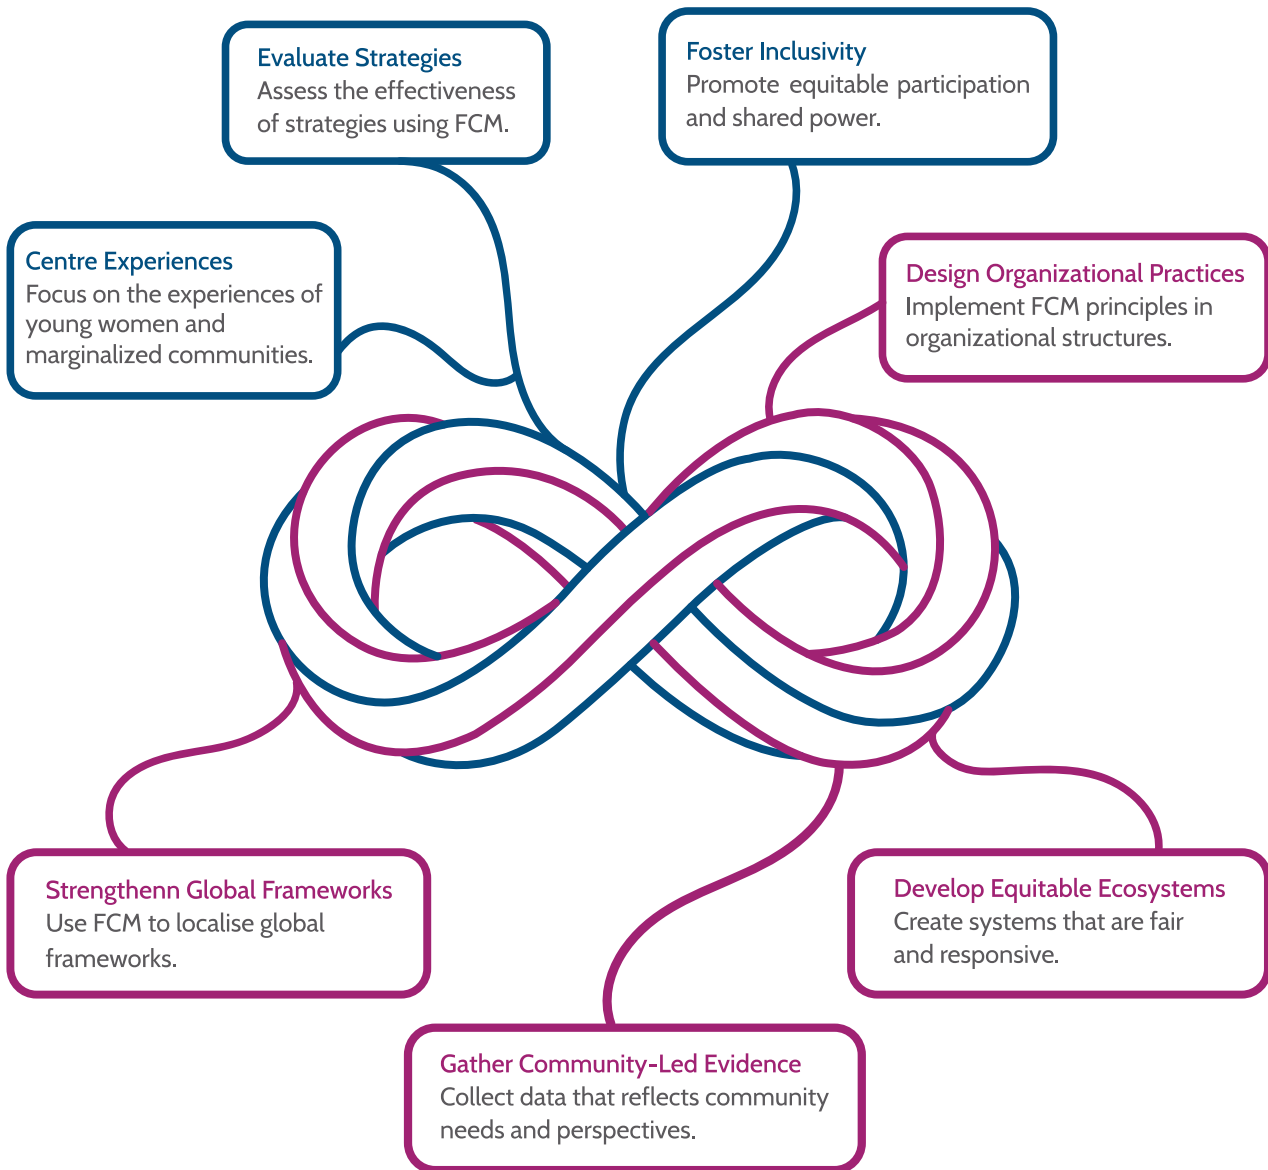 Evaluate Strategies
Assess the effectiveness
of strategies using FCM.
Foster Inclusivity
Promote equitable participation
and shared power.
Centre Experiences
Focus on the experiences of
young women and
marginalized communities.
Design Organizational Practices
Implement FCM principles in
organizational structures.
Strengthenn Global Frameworks
Use FCM to localise global
frameworks.
Develop Equitable Ecosystems
Create systems that are fair
and responsive.
Gather Community-Led Evidence
Collect data that reflects community
needs and perspectives.